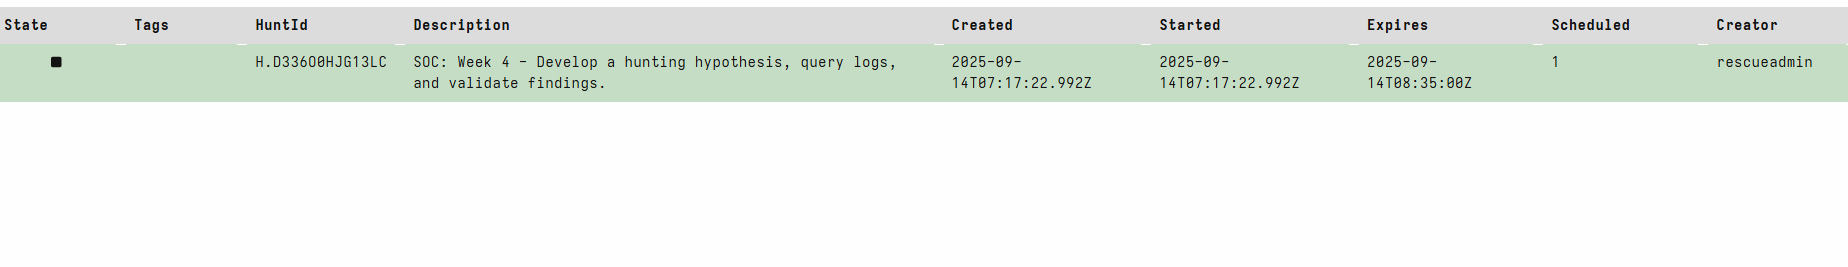 State Tags HuntId Description Created Started Expires Scheduled Creator
H.D336O0HJG13LC SOC: Week 4 - Develop a hunting hypothesis, query logs, 2025-09- 2025-09- 2025-09- 1 rescueadmin
and validate findings. 14T07:17:22.992Z 14T07:17:22.992Z 14T08:35:00Z